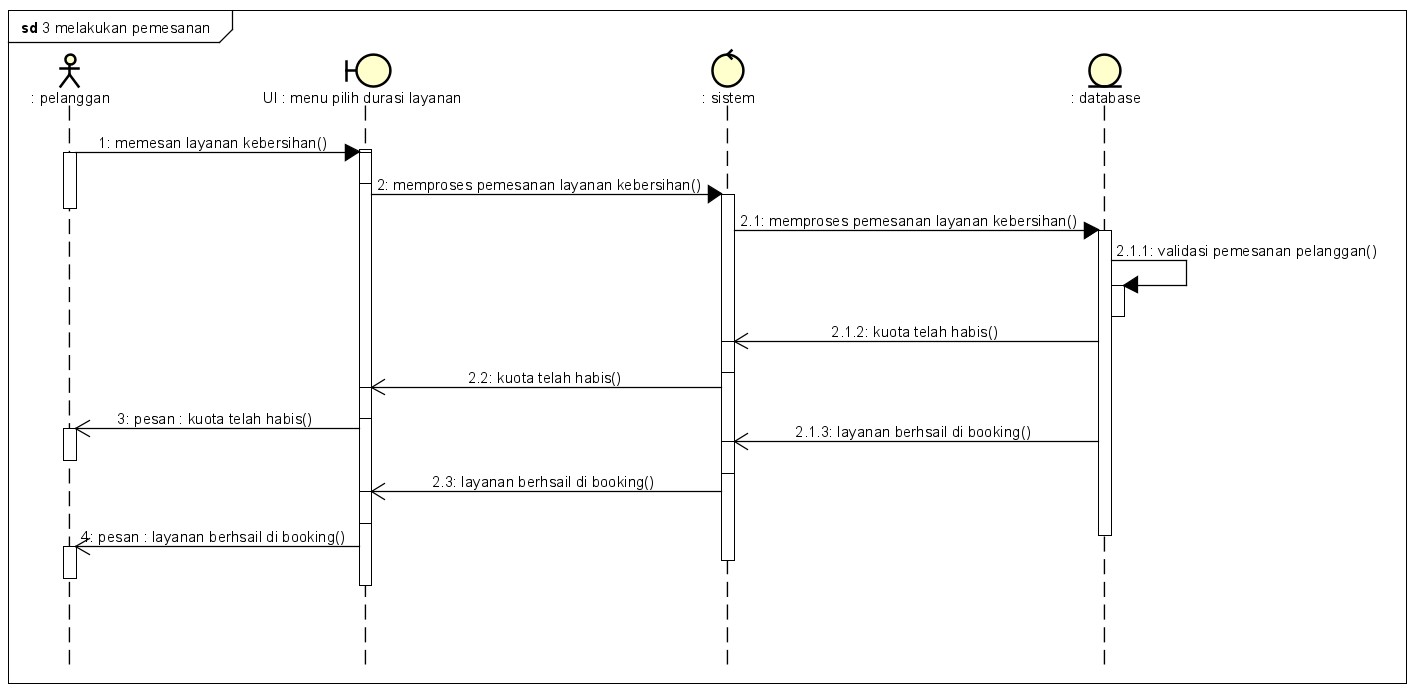 sd 3 melakukan pemesanan
: pelanggan
UI : menu pilih durasi layanan
: sistem
: database
1: memesan layanan kebersihan()
2: memproses pemesanan layanan kebersihan()
2.1: memproses pemesanan layanan kebersihan()
2.1.1: validasi pemesanan pelanggan()
2.1.2: kuota telah habis()
2.2: kuota telah habis()
3: pesan : kuota telah habis()
2.1.3: layanan berhsail di booking()
2.3: layanan berhsail di booking()
4: pesan : layanan berhsail di booking()